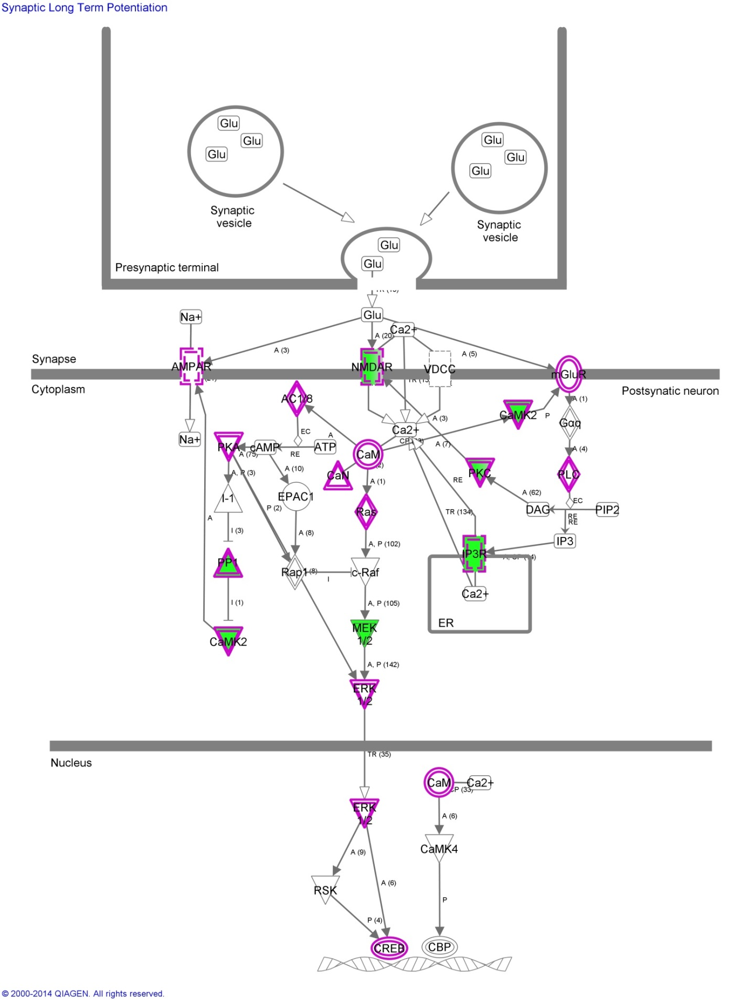 Synaptic Long Term Potentiation
Glu
Glu
Glu
Glu
Glu
Glu
Synaptic
vesicle
Synaptic
vesicle
Glu
Glu
Presynaptic terminal
Na+
Glu
Ca2+
A (20
A (3)
A (5)
Synapse
AMPAR
NMDAR
VDCC
mGluR
Cytoplasm
Postsynatic neuron
AC1/8
A (1)
CaMK2
P
A (3)
Gαq
Na+
EC
A
Ca2+
CP
A (7)
PKA
cAMP
ATP
A (75)
RE
CaM
A (4)
A (10)
A, P (3)
CaN
A (1)
PKC
PLC
RE
I-1
EPAC1
A (62)
EC
P (2)
Ras
TR (134)
DAG
PIP2
RE
RE
A
I (3)
A (8)
A, P (102)
IP3
IP3R
PP1
Rap1
(8)
I
c-Raf
Ca2+
I (1)
A, P (105)
ER
MEK
1/2
CaMK2
A, P (142)
ERK
1/2
TR (35)
Nucleus
CaM
Ca2+
CP (33)
ERK
1/2
A (6)
A (9)
CaMK4
A (6)
RSK
P
P (4)
CREB
CBP
© 2000-2014 QIAGEN. All rights reserved.